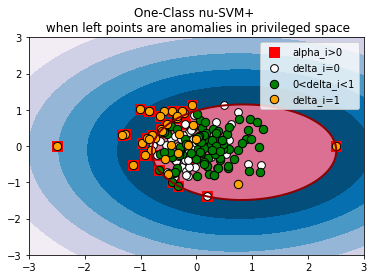 One-Class nu-SVM+
when left points are anomalies in privileged space
alpha_i>0
delta_i=0
0<delta_i<1
delta_i=1
3
2
1
0
−1
−2
−3
−3 −2 −1 0 1 2 3